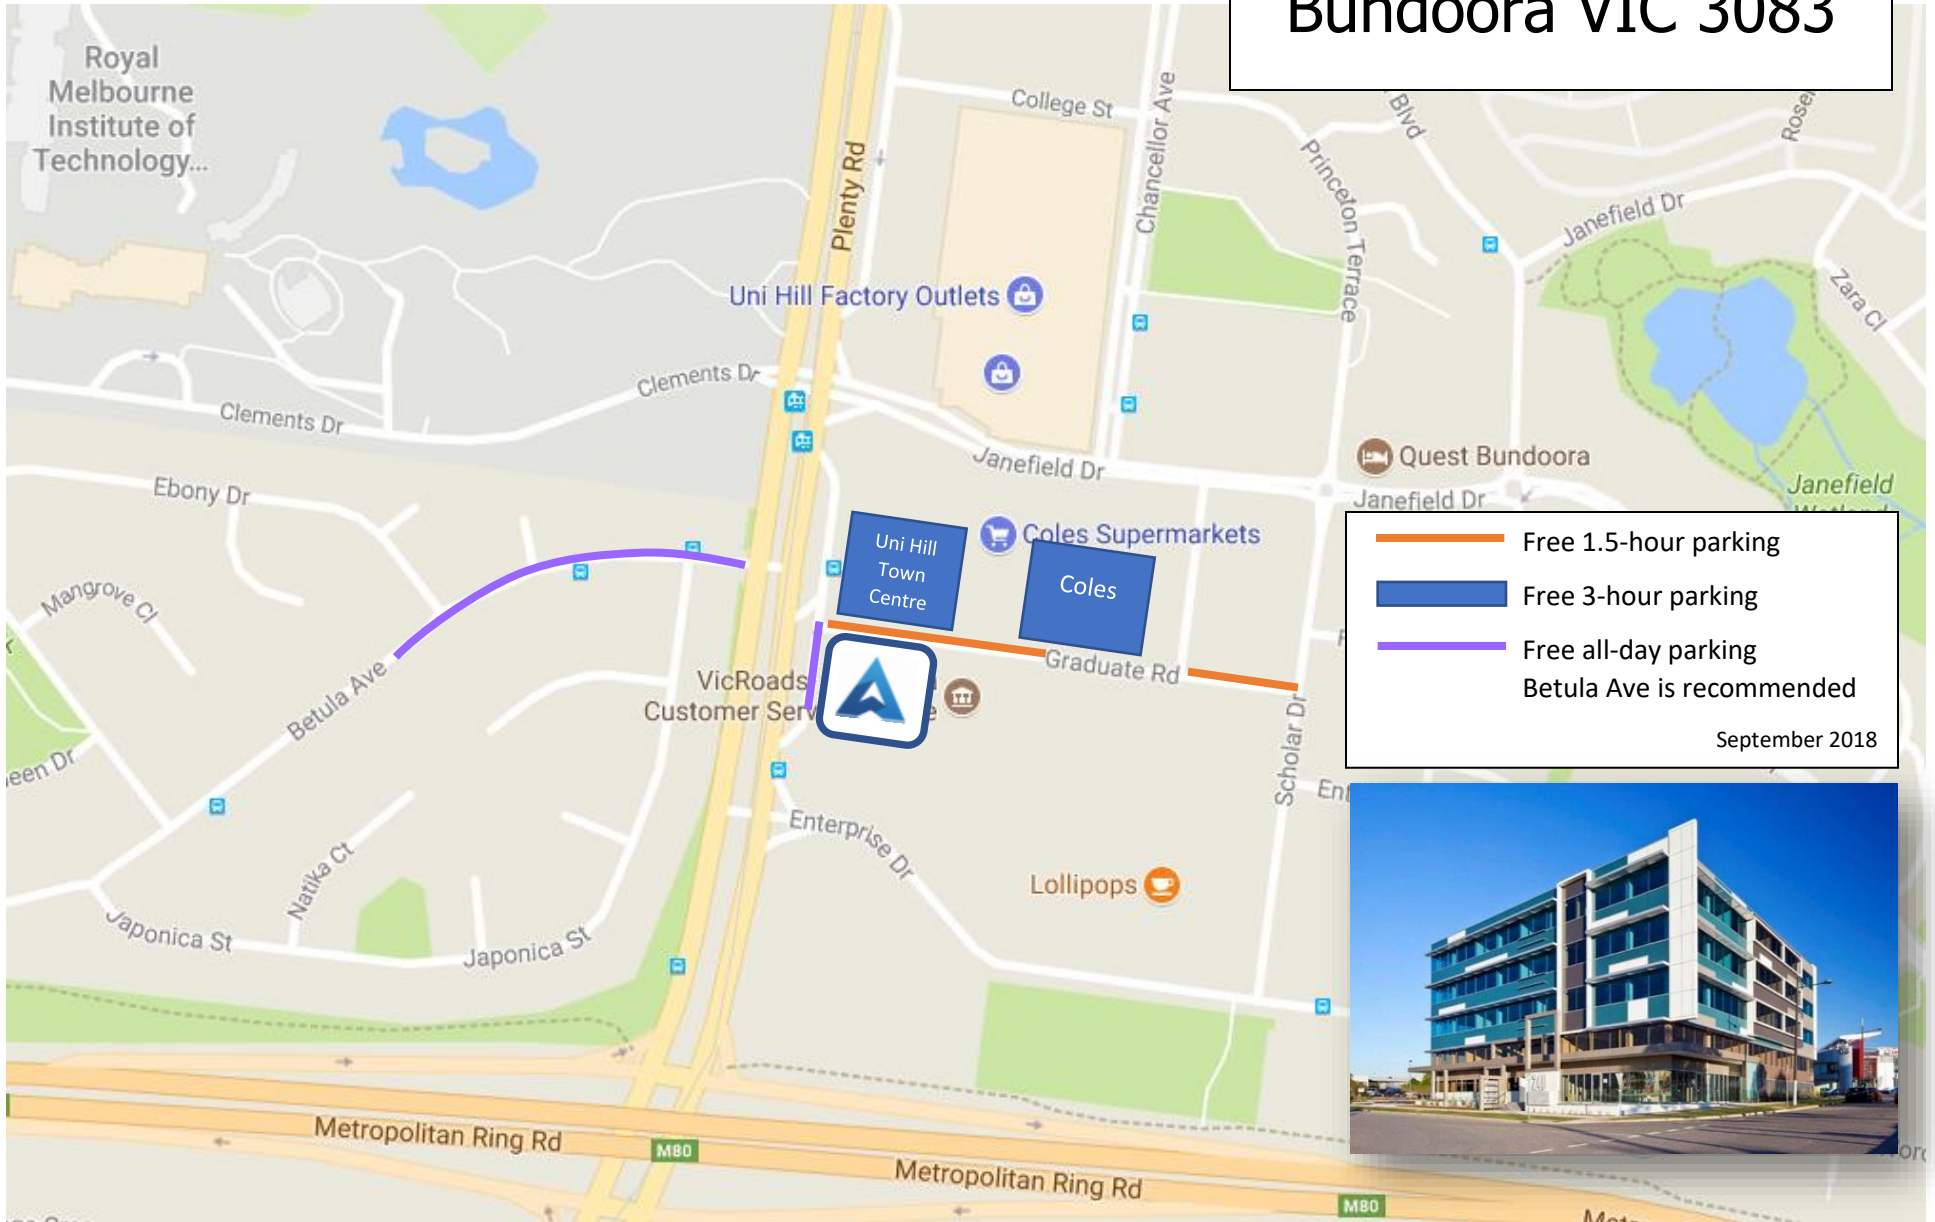 Bundoora VIC 3083
Royal
Melbourne
Institute of
Technology...
College St
Chancellor Ave
Plenty Rd
Princeton Terrace
Blvd
Janefield Dr
Zara Cl
Uni Hill Factory Outlets
Clements Dr
Clements Dr
Janefield Dr
Quest Bundoora
Janefield Dr
Janefield
Ebony Dr
Coles Supermarkets
Uni Hill
Town
Centre
Coles
Free 1.5-hour parking
Free 3-hour parking
Free all-day parking
Betula Ave is recommended
September 2018
Mangrove Cl
Betula Ave
Graduate Rd
VicRoads
Customer
Scholar Dr
Enterprise Dr
Natika Ct
Lollipops
Japonica St
Japonica St
Metropolitan Ring Rd
M80
Metropolitan Ring Rd
M80